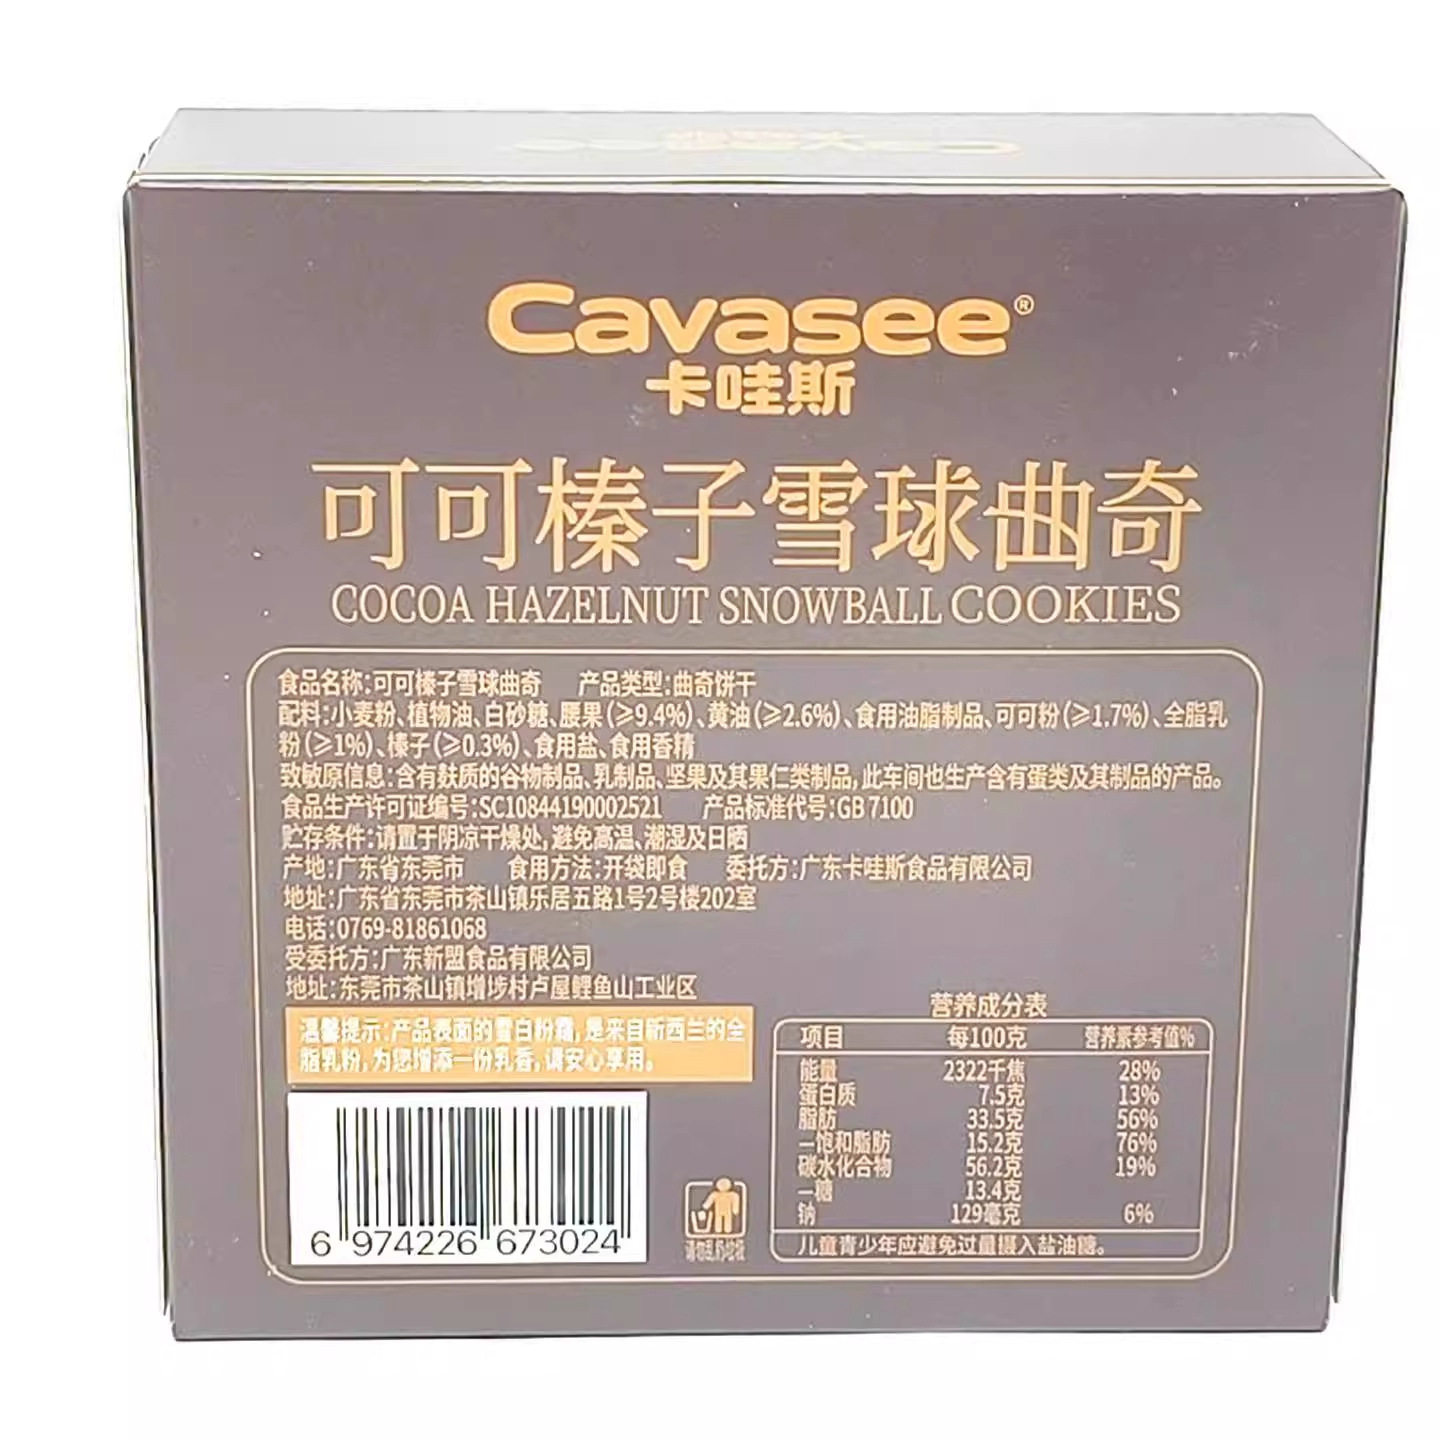 Cavasee®
卡哇斯
可可榛子雪球曲奇
COCOA HAZELNUT SNOWBALL COOKIES
食品名称:可可榛子雪球曲奇 产品类型:曲奇饼干
配料:小麦粉、植物油、白砂糖、腰果(≥9.4%)、黄油(≥2.6%)、食用油脂制品、可可粉(≥1.7%)、全脂乳
粉(≥1%)、榛子(≥0.3%)、食用盐、食用香精
致敏原信息:含有麸质的谷物制品、乳制品、坚果及其果仁类制品,此车间也生产含有蛋类及其制品的产品。
食品生产许可证编号:SC10844190002521 产品标准代号:GB 7100
贮存条件:请置于阴凉干燥处,避免高温、潮湿及日晒
产地:广东省东莞市 食用方法:开袋即食 委托方:广东卡哇斯食品有限公司
地址:广东省东莞市茶山镇乐居五路1号2号楼202室
电话:0769-81861068
受委托方:广东新盟食品有限公司
地址:东莞市茶山镇增埗村卢屋鲤鱼山工业区
温馨提示:产品表面的雪白粉霜,是来自新西兰的全
脂乳粉,为您增添一份乳香,请安心享用。
6 974226 673024
请勿乱扔垃圾
营养成分表
项目 每100克 营养素参考值%
能量 2322千焦 28%
蛋白质 7.5克 13%
脂肪 33.5克 56%
—饱和脂肪 15.2克 76%
碳水化合物 56.2克 19%
—糖 13.4克
钠 129毫克 6%
儿童青少年应避免过量摄入盐油糖。